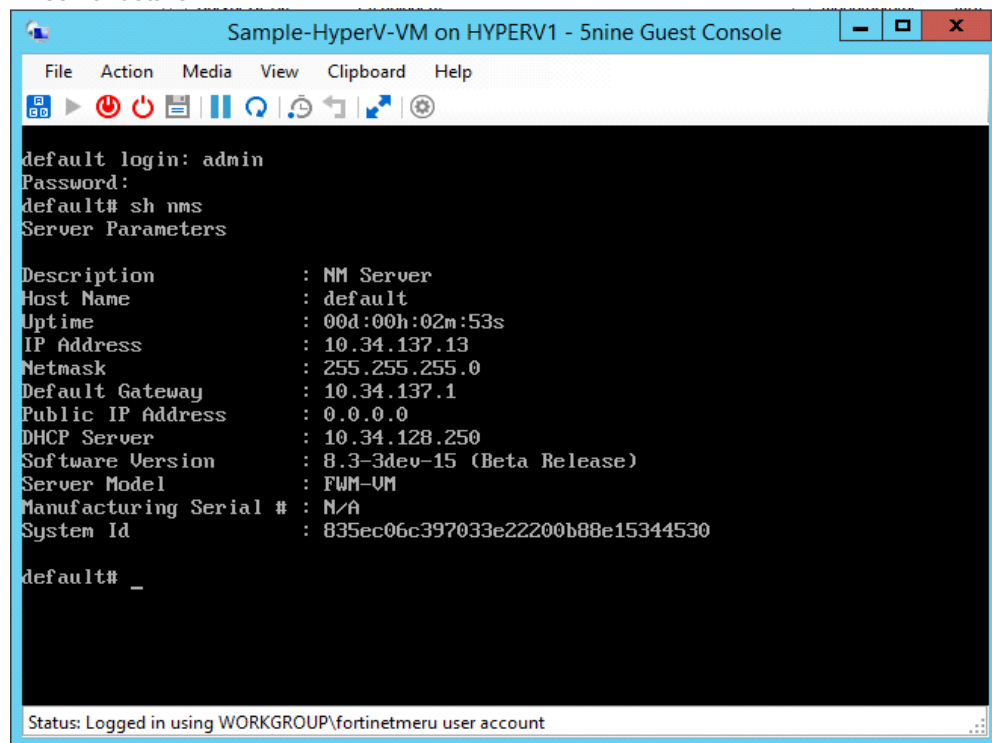 Sample-HyperV-VM on HYPERV1 - 5nine Guest Console
File Action Media View Clipboard Help
default login: admin
Password:
default# sh nms
Server Parameters
Description : NM Server
Host Name : default
Uptime : 00d:00h:02m:53s
IP Address : 10.34.137.13
Netmask : 255.255.255.0
Default Gateway : 10.34.137.1
Public IP Address : 0.0.0.0
DHCP Server : 10.34.128.250
Software Version : 8.3-3dev-15 (Beta Release)
Server Model : FWM-VM
Manufacturing Serial # : N/A
System Id : 835ec06c397033e22200b88e15344530
default# _
Status: Logged in using WORKGROUP\fortinetmeru user account